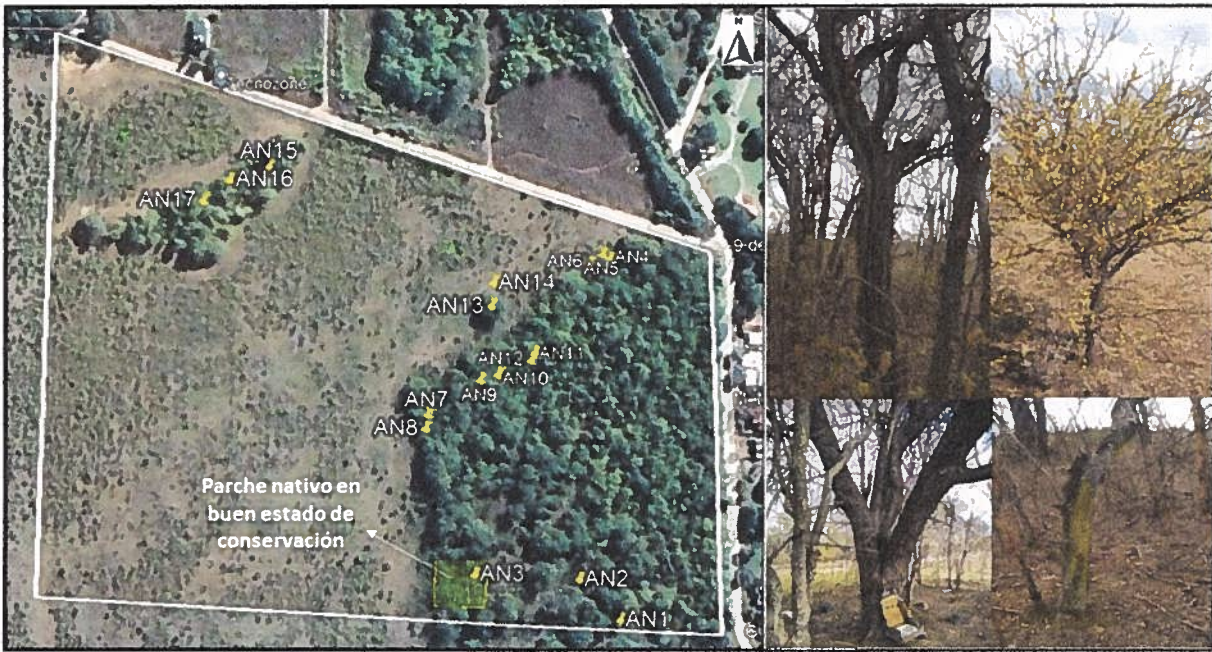 N
AN15
AN16
AN17
AN6
AN4
AN5
AN14
AN13
AN12
AN11
AN10
AN9
AN7
AN8
Parche nativo en
buen estado de
conservación
AN3
AN2
AN1